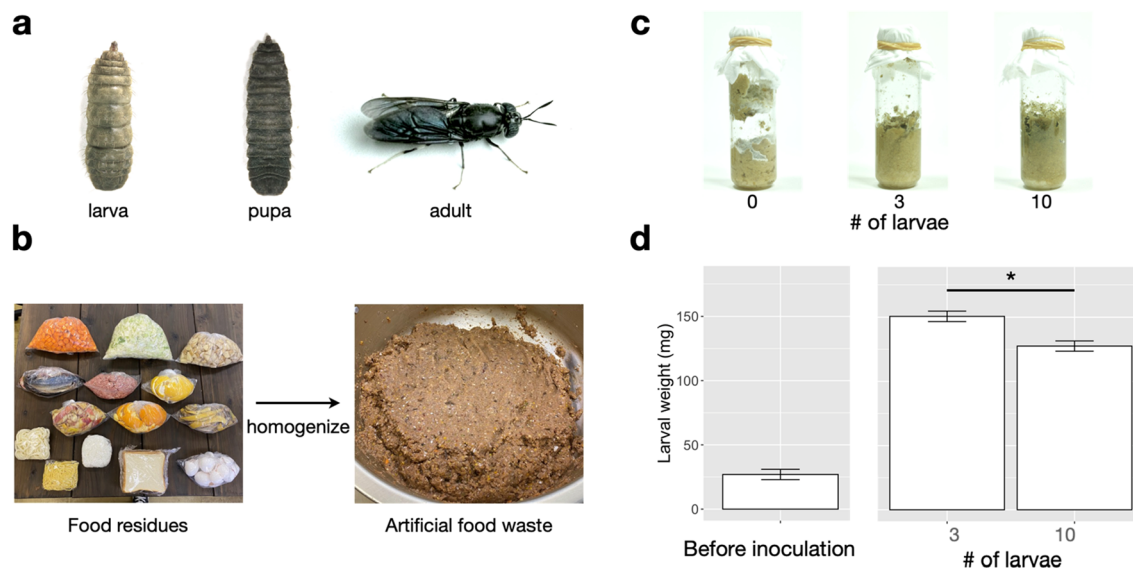 a
larva
pupa
adult
b
homogenize
Food residues
Artificial food waste
c
0
3
10
# of larvae
d
Larval weight (mg)
150
100
50
0
*
Before inoculation
3
10
# of larvae